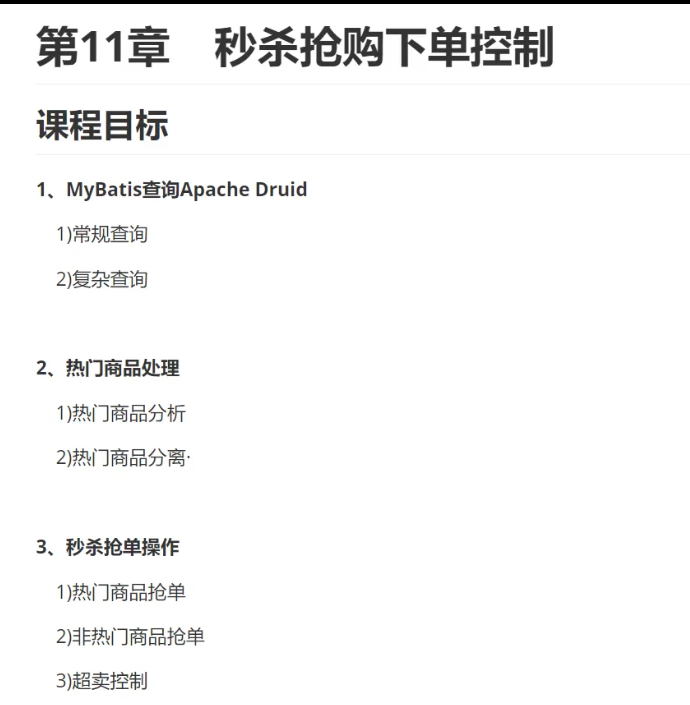 第11章　秒杀抢购下单控制
课程目标
1、MyBatis查询Apache Druid
1)常规查询
2)复杂查询
2、热门商品处理
1)热门商品分析
2)热门商品分离·
3、秒杀抢单操作
1)热门商品抢单
2)非热门商品抢单
3)超卖控制